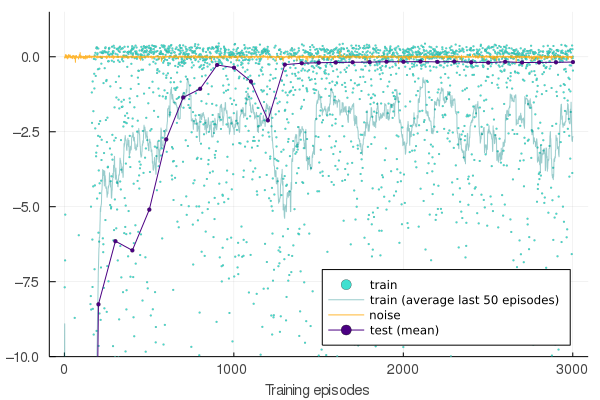 0.0
−2.5
−5.0
−7.5
−10.0
train
train (average last 50 episodes)
noise
test (mean)
0 1000 2000 3000
Training episodes